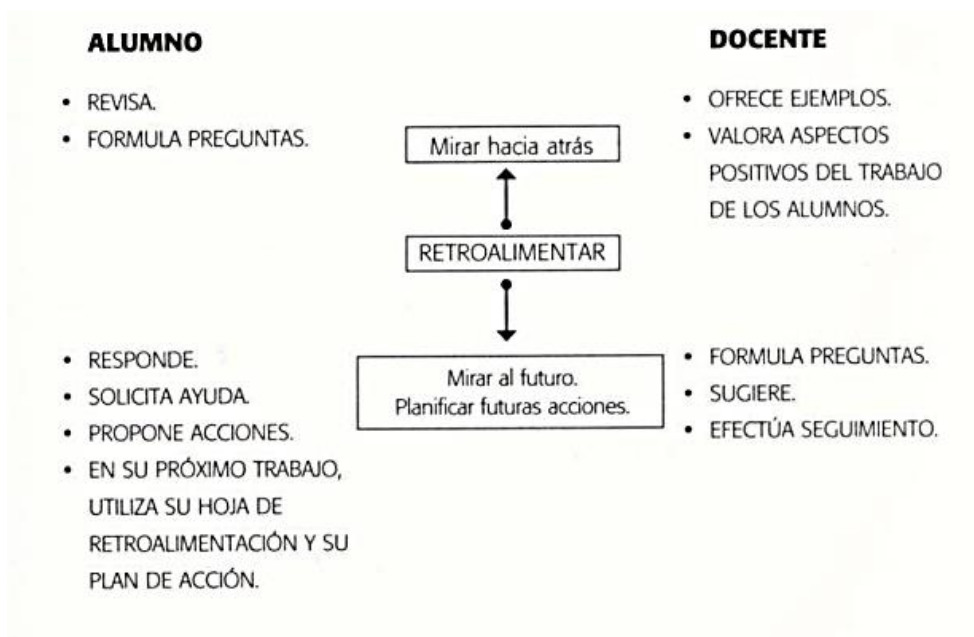 ALUMNO
• REVISA.
• FORMULA PREGUNTAS.
DOCENTE
• OFRECE EJEMPLOS.
• VALORA ASPECTOS
POSITIVOS DEL TRABAJO
DE LOS ALUMNOS.
Mirar hacia atrás
RETROALIMENTAR
Mirar al futuro.
Planificar futuras acciones.
• RESPONDE.
• SOLICITA AYUDA.
• PROPONE ACCIONES.
• EN SU PRÓXIMO TRABAJO,
UTILIZA SU HOJA DE
RETROALIMENTACIÓN Y SU
PLAN DE ACCIÓN.
• FORMULA PREGUNTAS.
• SUGIERE.
• EFECTÚA SEGUIMIENTO.